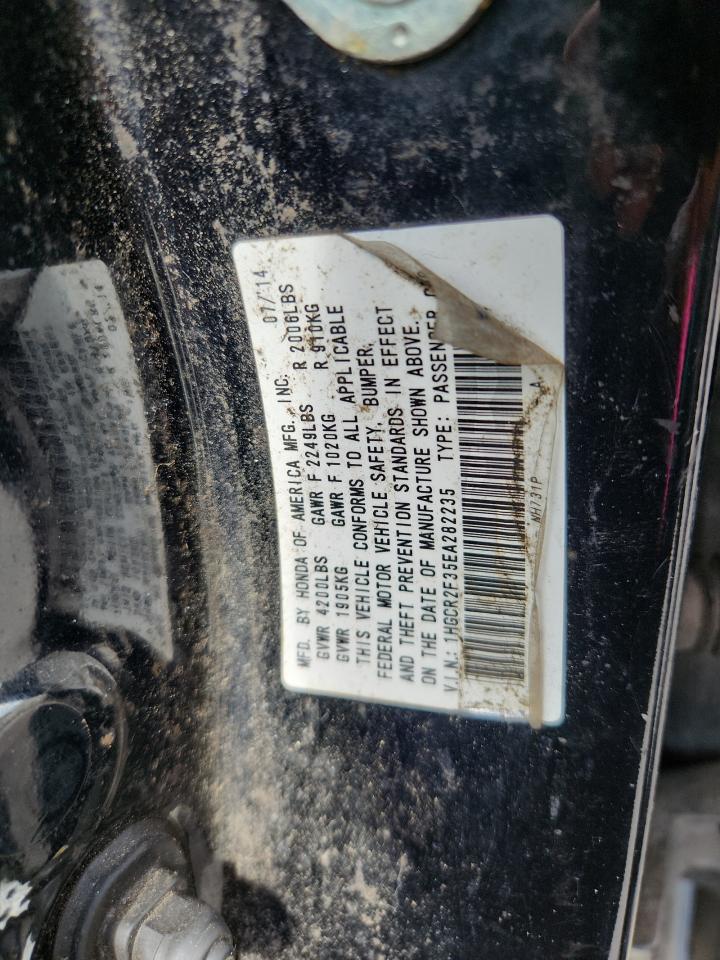 MFD. BY HONDA OF AMERICA MFG., INC. 07/14
GVWR 4200LBS GAWR F 2249LBS R 2006LBS
GVWR 1905KG GAWR F 1020KG R 910KG
THIS VEHICLE CONFORMS TO ALL APPLICABLE
FEDERAL MOTOR VEHICLE SAFETY, BUMPER,
AND THEFT PREVENTION STANDARDS IN EFFECT
ON THE DATE OF MANUFACTURE SHOWN ABOVE.
V.I.N.: 1HGCR2F35EA282235 TYPE: PASSENGER
NH731P A